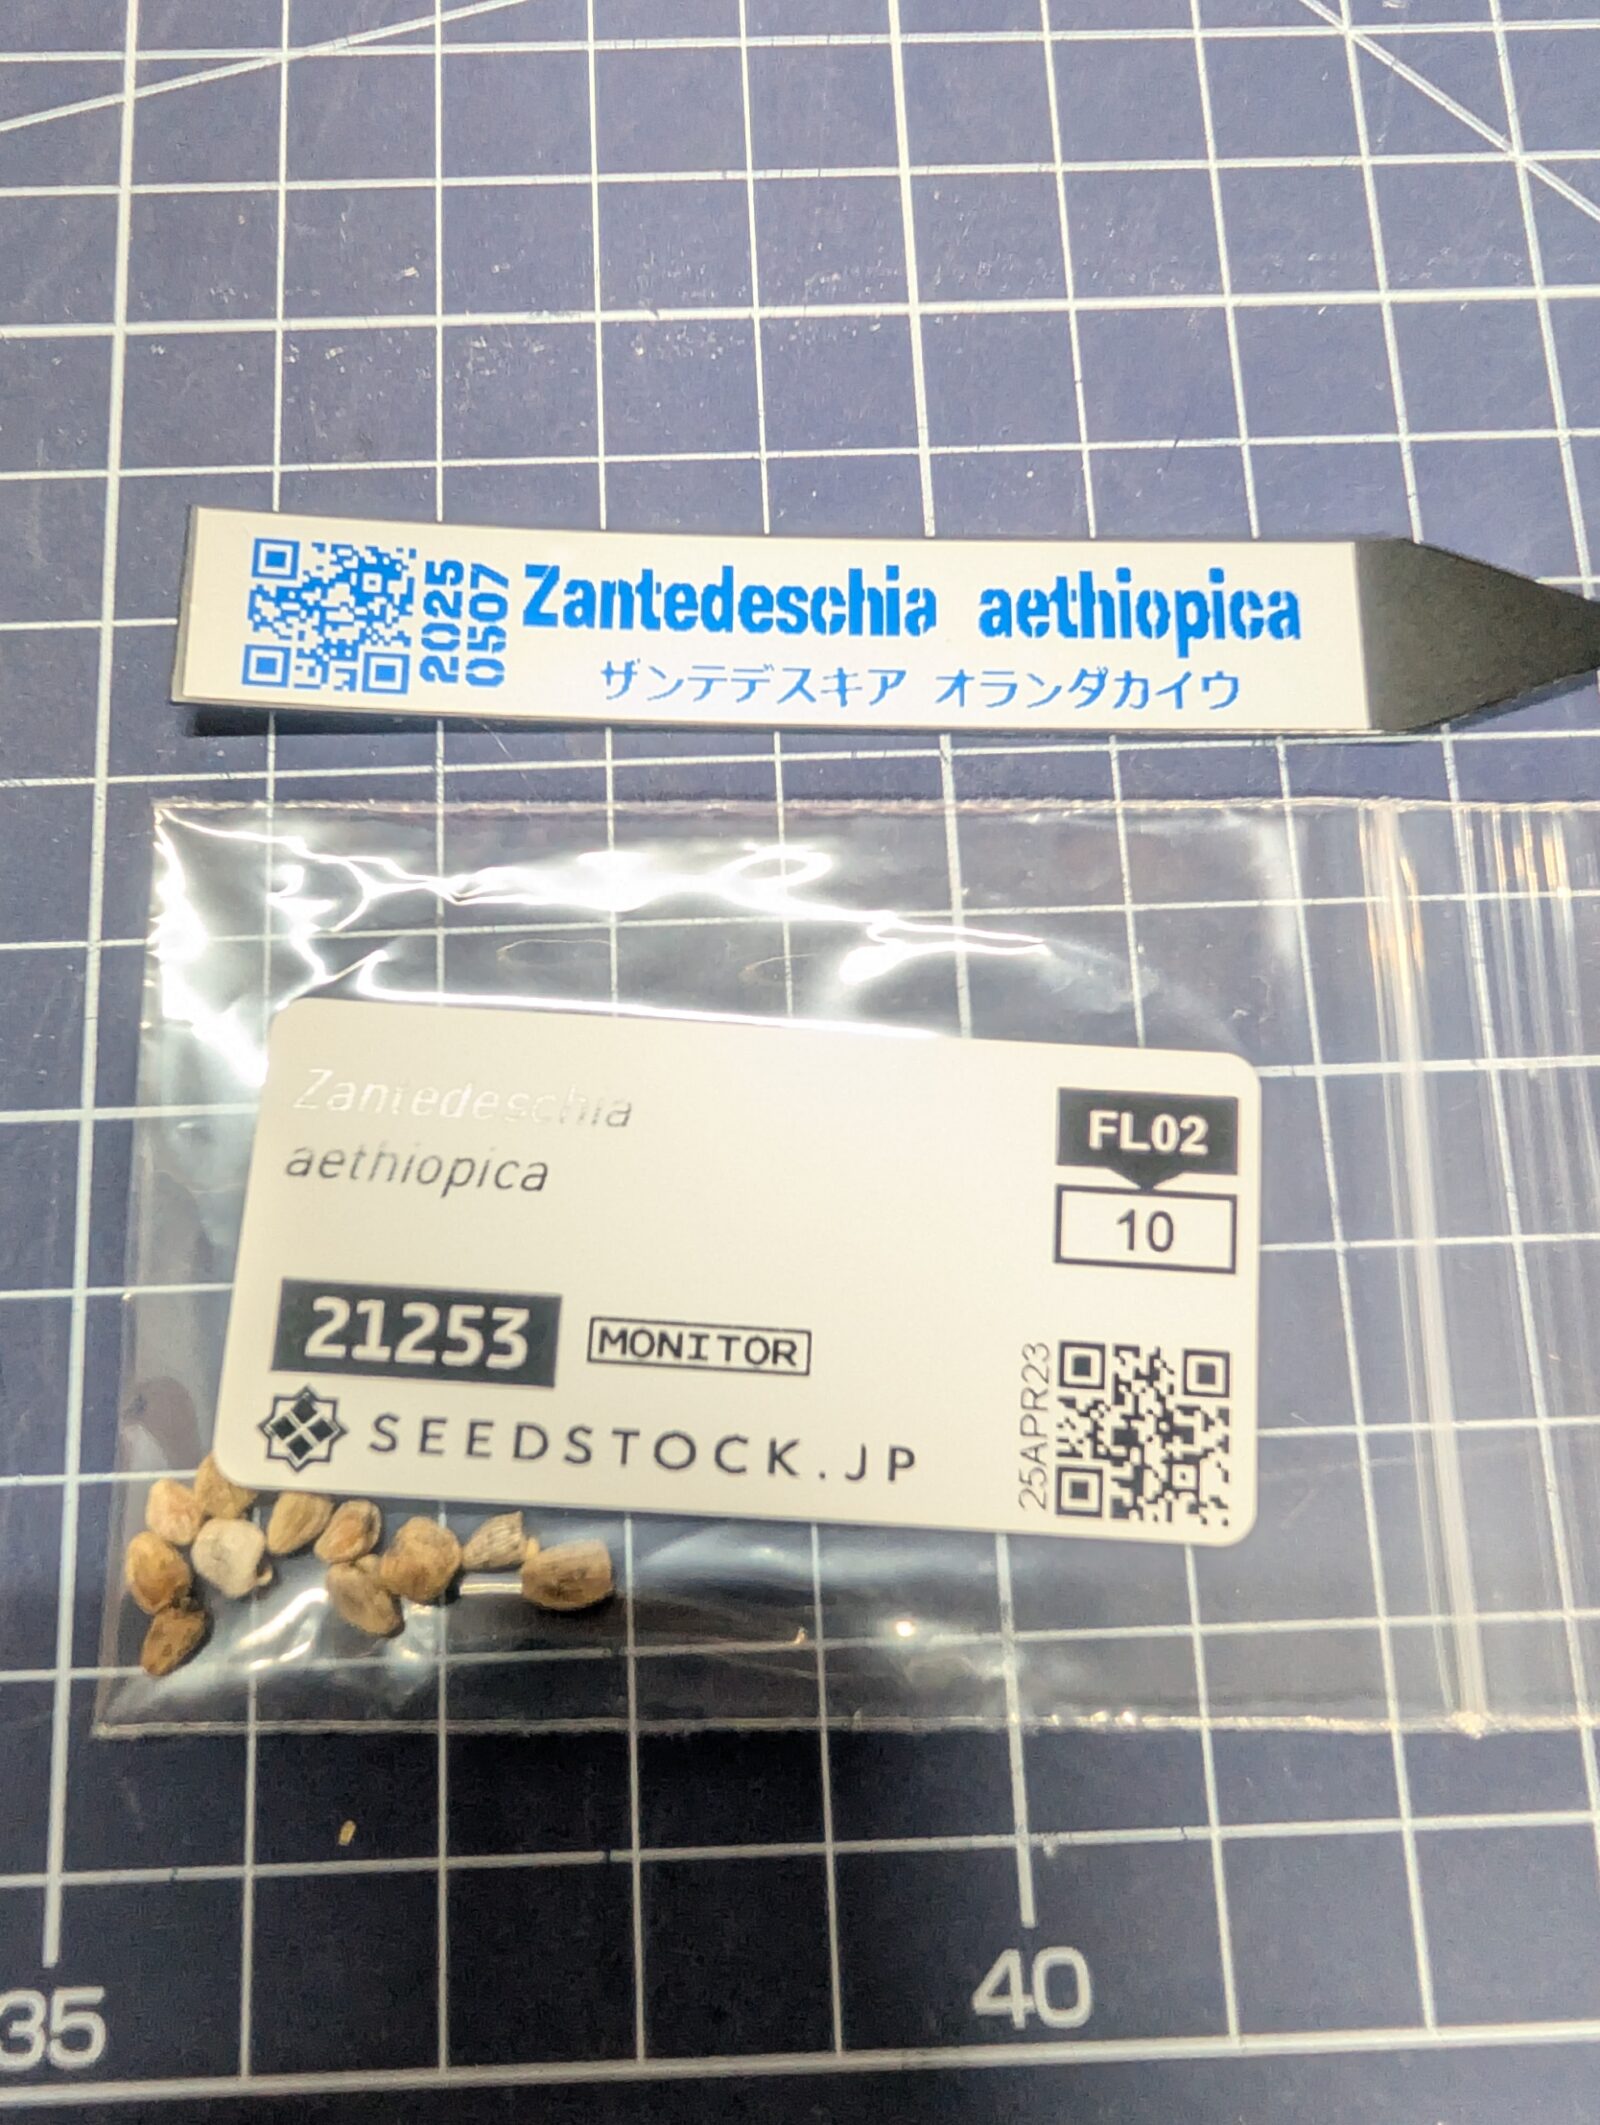 2025
0507
Zantedeschia aethiopica
ザンテデスキア オランダカイウ
Zantedeschia
aethiopica
FL02
10
21253
MONITOR
25APR23
SEEDSTOCK.JP
35
40